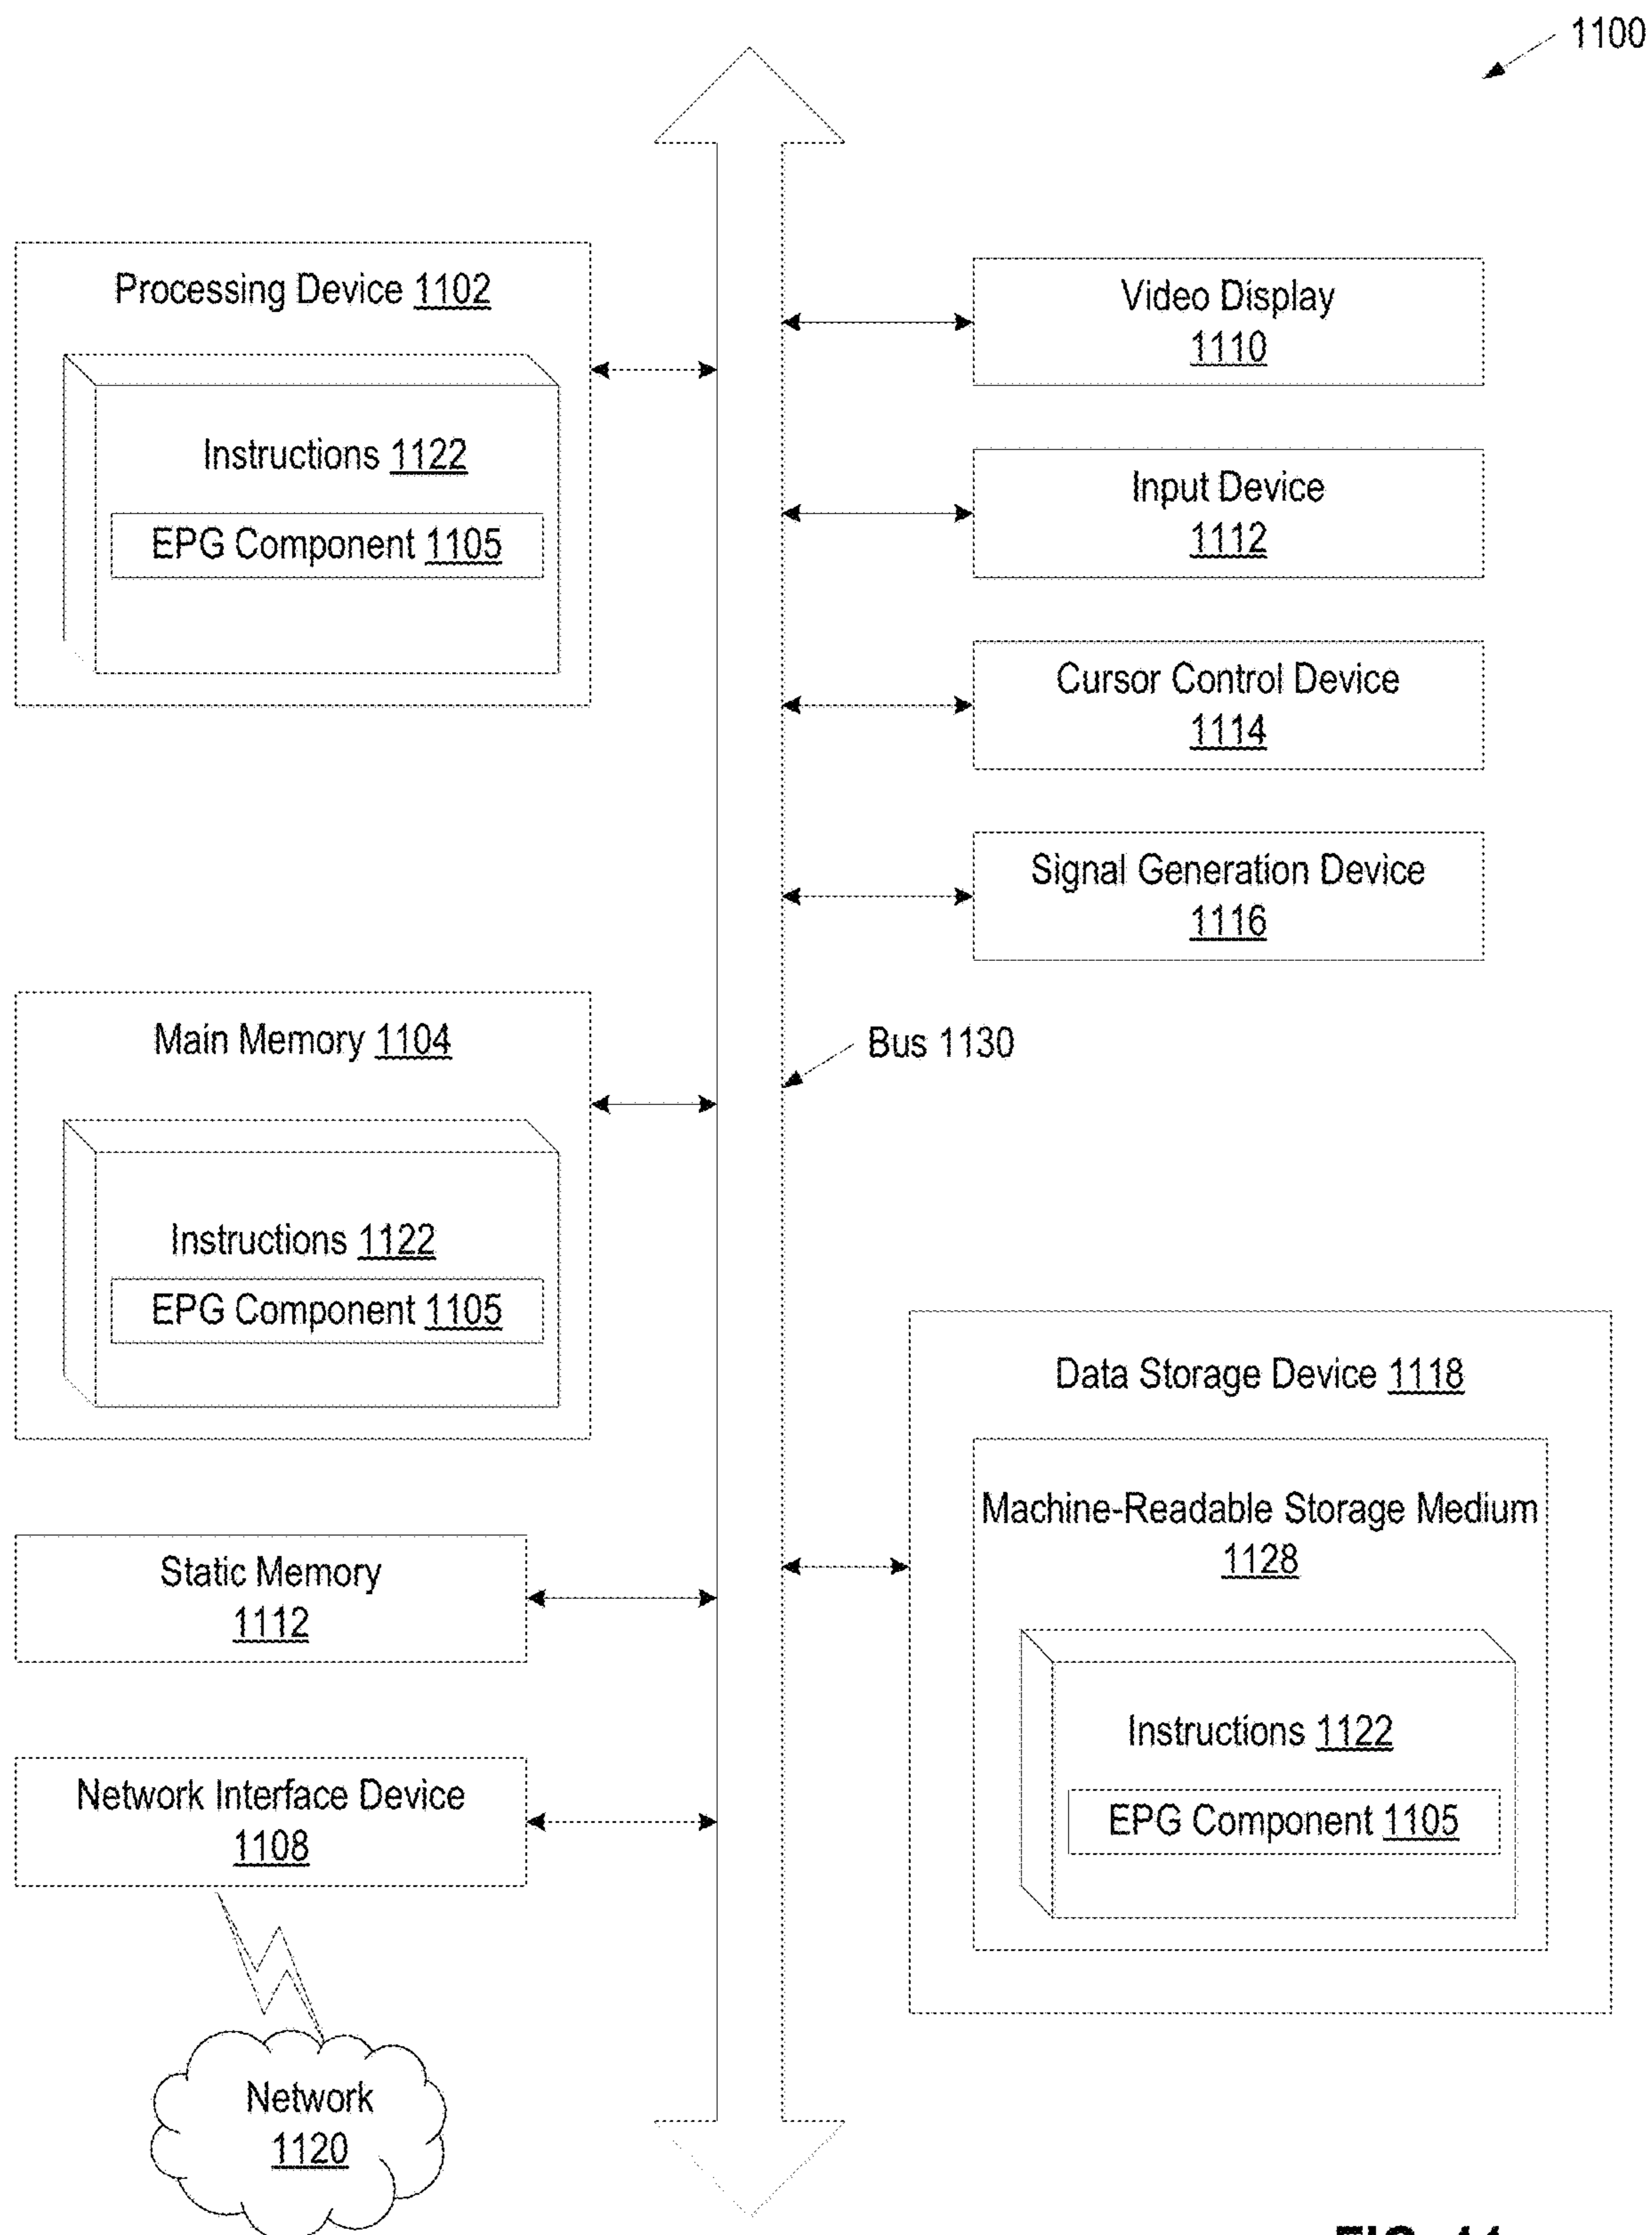 1100
Processing Device 1102
Instructions 1122
EPG Component 1105
Video Display
1110
Input Device
1112
Cursor Control Device
1114
Signal Generation Device
1116
Main Memory 1104
Instructions 1122
EPG Component 1105
Bus 1130
Data Storage Device 1118
Machine-Readable Storage Medium
1128
Instructions 1122
EPG Component 1105
Static Memory
1112
Network Interface Device
1108
Network
1120